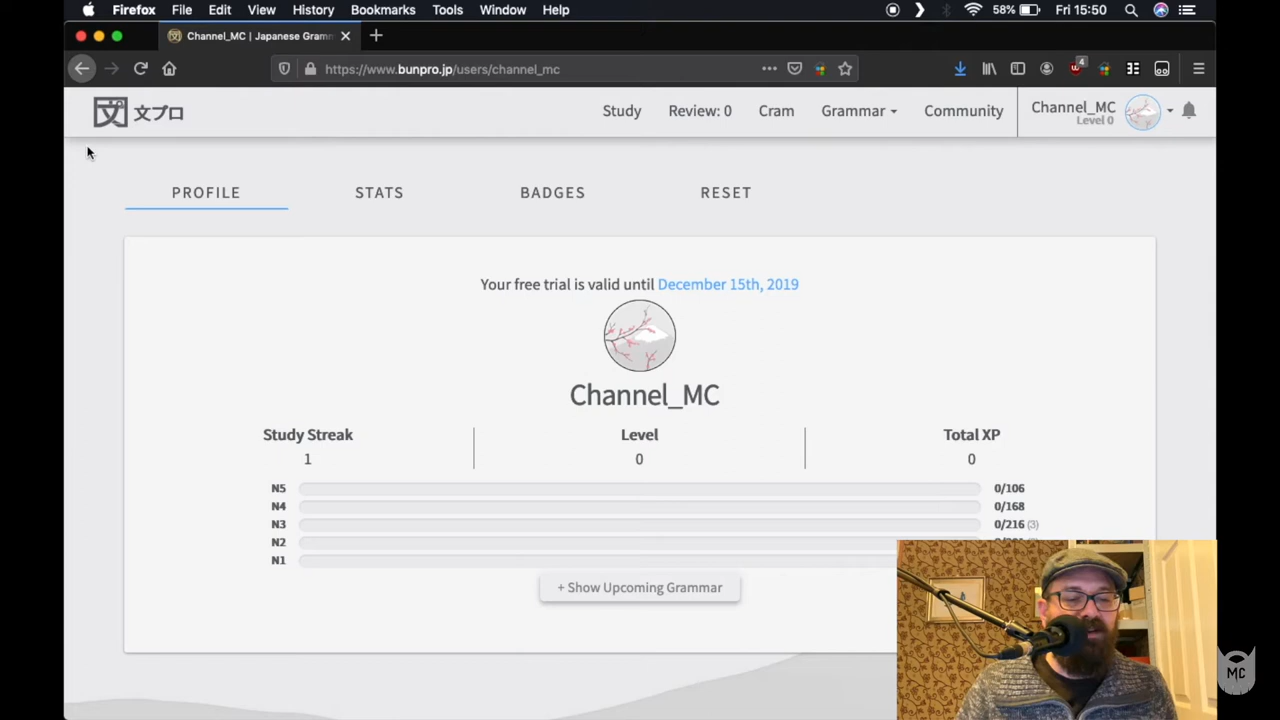 Firefox File Edit View History Bookmarks Tools Window Help 58% Fri 15:50
Channel_MC | Japanese Gramm
https://www.bunpro.jp/users/channel_mc 4
文 文プロ Study Review: 0 Cram Grammar Community Channel_MC
Level 0
PROFILE STATS BADGES RESET
Your free trial is valid until December 15th, 2019
Channel_MC
Study Streak Level Total XP
1 0 0
N5 0/106
N4 0/168
N3 0/216 (3)
N2
N1
+ Show Upcoming Grammar
MC